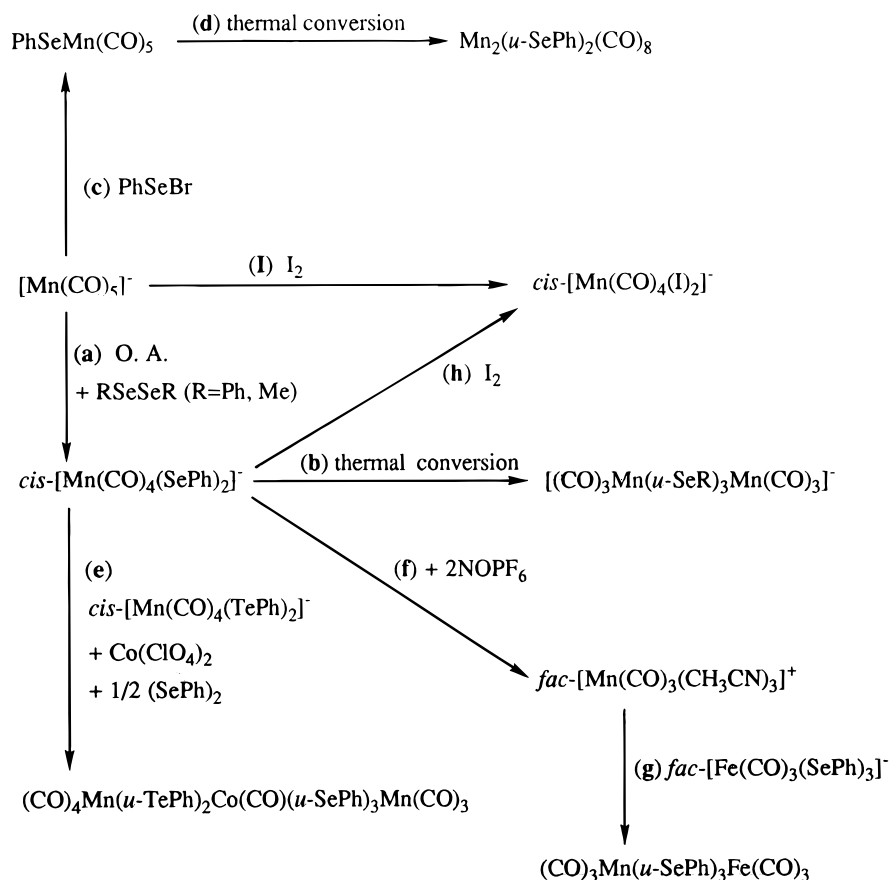 (d) thermal conversion
PhSeMn(CO)₅
Mn₂(u-SePh)₂(CO)₈
(c) PhSeBr
(I) I₂
[Mn(CO)₅]⁻
cis-[Mn(CO)₄(I)₂]⁻
(a) O. A.
+ RSeSeR (R=Ph, Me)
(h) I₂
cis-[Mn(CO)₄(SePh)₂]⁻
(b) thermal conversion
[(CO)₃Mn(u-SeR)₃Mn(CO)₃]⁻
(e)
cis-[Mn(CO)₄(TePh)₂]⁻
+ Co(ClO₄)₂
+ 1/2 (SePh)₂
(f) + 2NOPF₆
fac-[Mn(CO)₃(CH₃CN)₃]⁺
(g) fac-[Fe(CO)₃(SePh)₃]⁻
(CO)₄Mn(u-TePh)₂Co(CO)(u-SePh)₃Mn(CO)₃
(CO)₃Mn(u-SePh)₃Fe(CO)₃